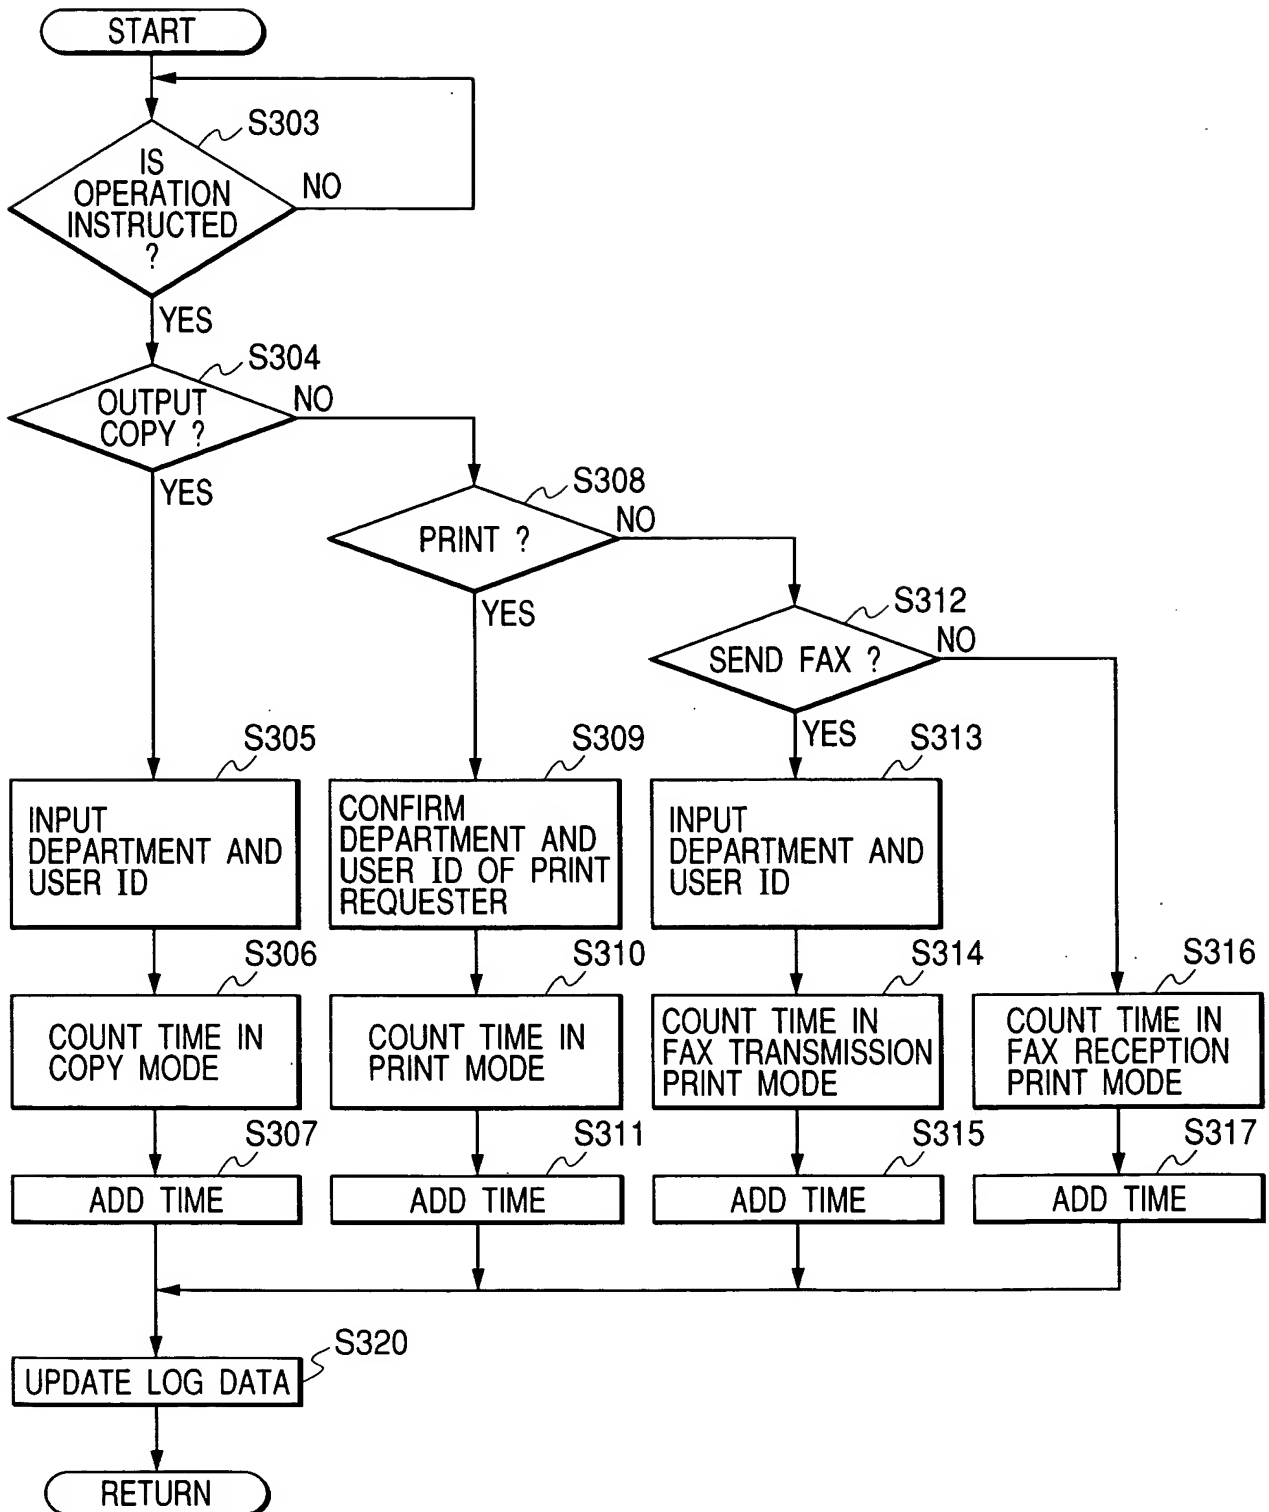 START
S303
IS
OPERATION
INSTRUCTED
?
NO
YES
S304
OUTPUT
COPY ?
NO
YES
S308
PRINT ?
NO
YES
S312
SEND FAX ?
NO
YES
S305
INPUT
DEPARTMENT AND
USER ID
S309
CONFIRM
DEPARTMENT AND
USER ID OF PRINT
REQUESTER
S313
INPUT
DEPARTMENT AND
USER ID
S306
COUNT TIME IN
COPY MODE
S310
COUNT TIME IN
PRINT MODE
S314
COUNT TIME IN
FAX TRANSMISSION
PRINT MODE
S316
COUNT TIME IN
FAX RECEPTION
PRINT MODE
S307
ADD TIME
S311
ADD TIME
S315
ADD TIME
S317
ADD TIME
S320
UPDATE LOG DATA
RETURN